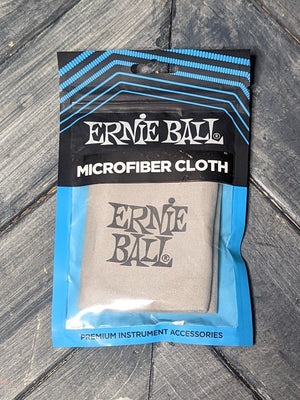 ERNIE BALL®
MICROFIBER CLOTH
ERNIE
BALL®
PREMIUM INSTRUMENT ACCESSORIES